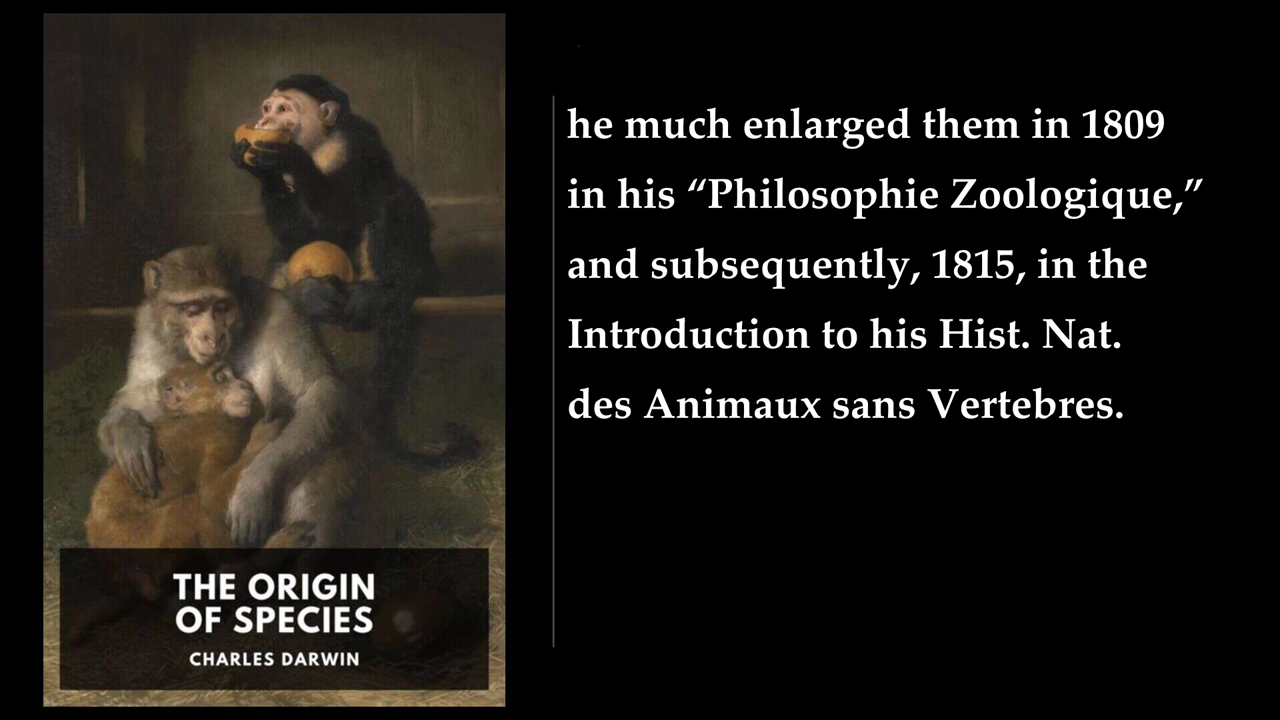 he much enlarged them in 1809
in his “Philosophie Zoologique,”
and subsequently, 1815, in the
Introduction to his Hist. Nat.
des Animaux sans Vertebres.
THE ORIGIN
OF SPECIES
CHARLES DARWIN